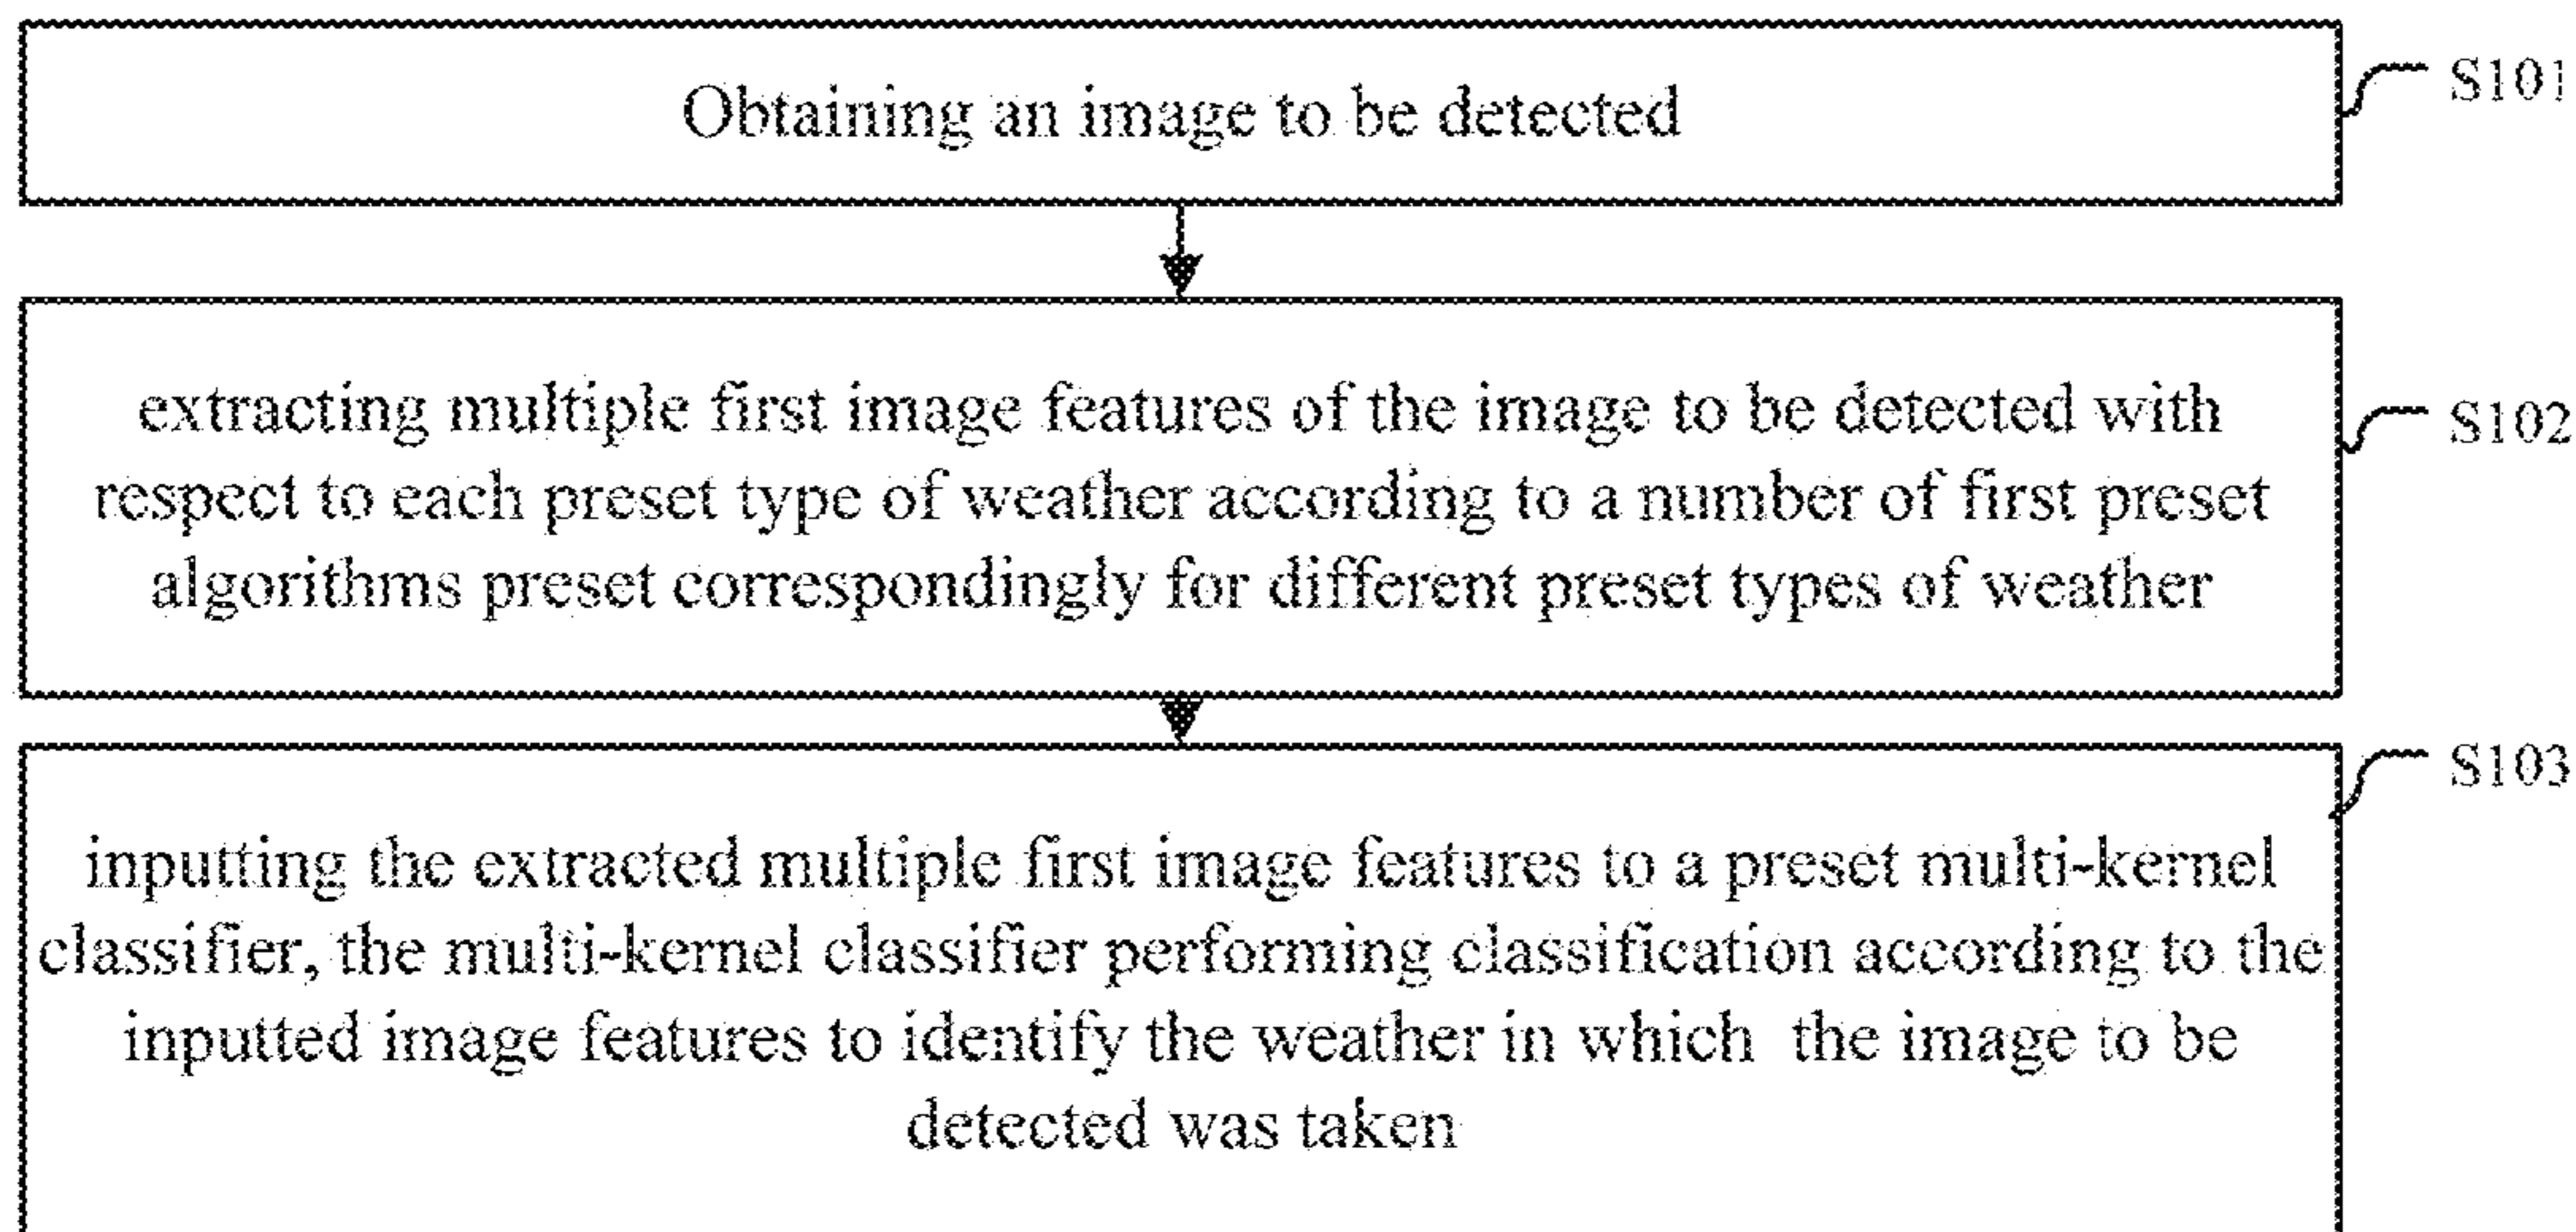 Obtaining an image to be detected
S101
extracting multiple first image features of the image to be detected with
respect to each preset type of weather according to a number of first preset
algorithms preset correspondingly for different preset types of weather
S102
inputting the extracted multiple first image features to a preset multi-kernel
classifier, the multi-kernel classifier performing classification according to the
inputted image features to identify the weather in which the image to be
detected was taken
S103